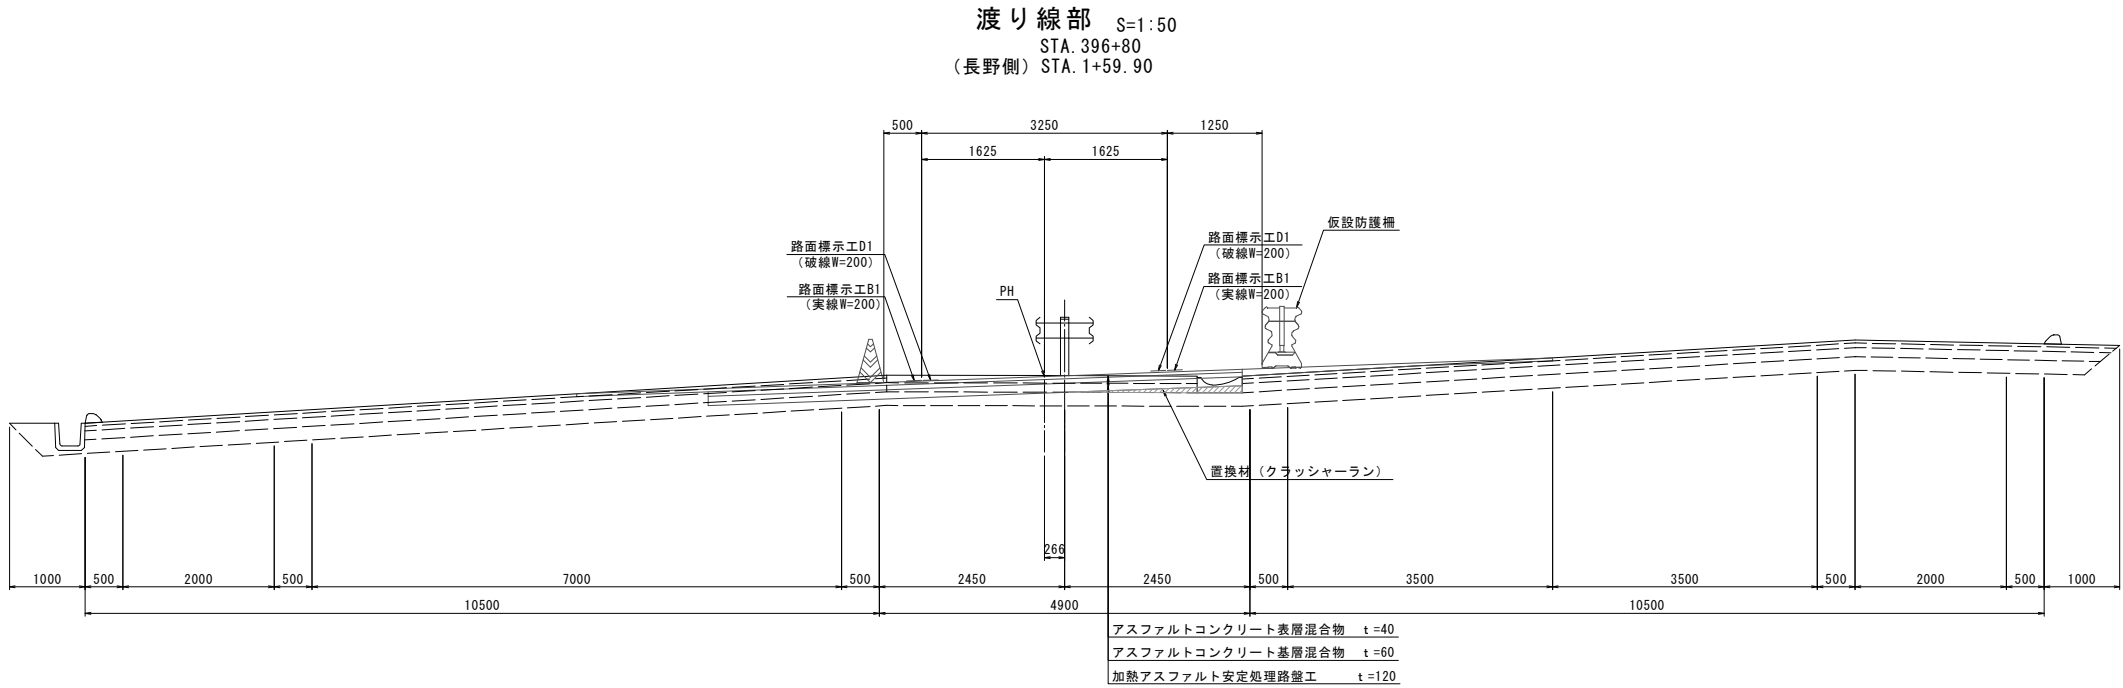 渡り線部 S=1:50
STA.396+80
(長野側) STA.1+59.90
500 3250 1250
1625 1625
仮設防護柵
路面標示工D1
(破線W=200)
路面標示工D1
(破線W=200)
路面標示工B1
(実線W=200)
PH
路面標示工B1
(実線W=200)
置換材(クラッシャーラン)
266
1000 500 2000 500 7000 500 2450 2450 500 3500 3500 500 2000 500 1000
10500 4900 10500
アスファルトコンクリート表層混合物 t=40
アスファルトコンクリート基層混合物 t=60
加熱アスファルト安定処理路盤工 t=120